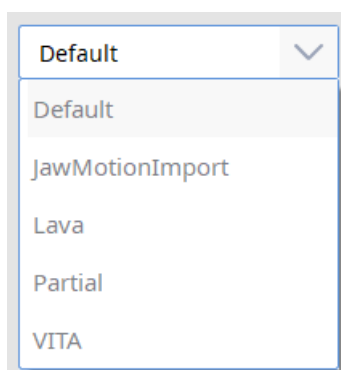 Default
Default
JawMotionImport
Lava
Partial
VITA